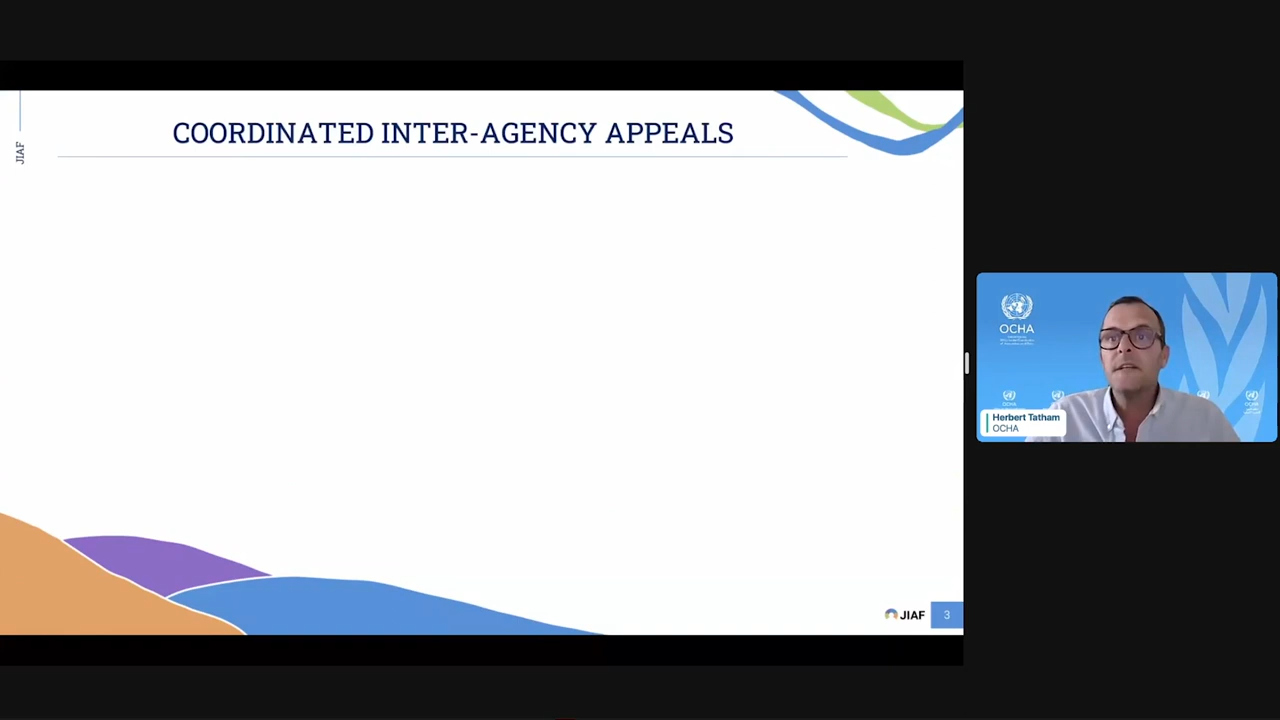 JIAF
COORDINATED INTER-AGENCY APPEALS
JIAF
3
OCHA
Herbert Tatham
OCHA